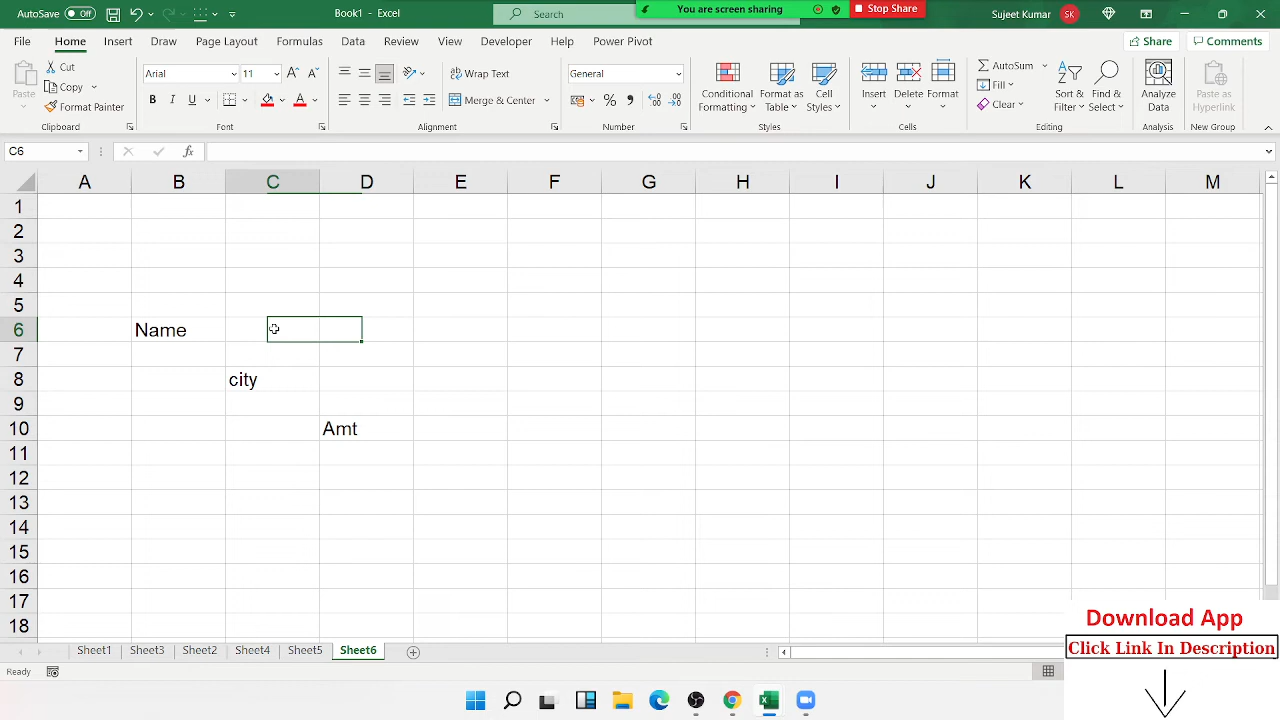 AutoSave Off Book1 - Excel Search You are screen sharing Stop Share Sujeet Kumar SK
File Home Insert Draw Page Layout Formulas Data Review View Developer Help Power Pivot Share Comments
Paste Cut Copy Format Painter Clipboard
Arial 11 B I U A Font
Wrap Text Merge & Center Alignment
General % , Number
Conditional Formatting Format as Table Cell Styles Styles
Insert Delete Format Cells
AutoSum Fill Clear Sort & Filter Find & Select Editing
Analyze Data Analysis
Paste as Hyperlink New Group
C6 fx
A B C D E F G H I J K L M
1
2
3
4
5
6 Name
7
8 city
9
10 Amt
11
12
13
14
15
16
17
18
Download App
Click Link In Description
Sheet1 Sheet3 Sheet2 Sheet4 Sheet5 Sheet6
Ready